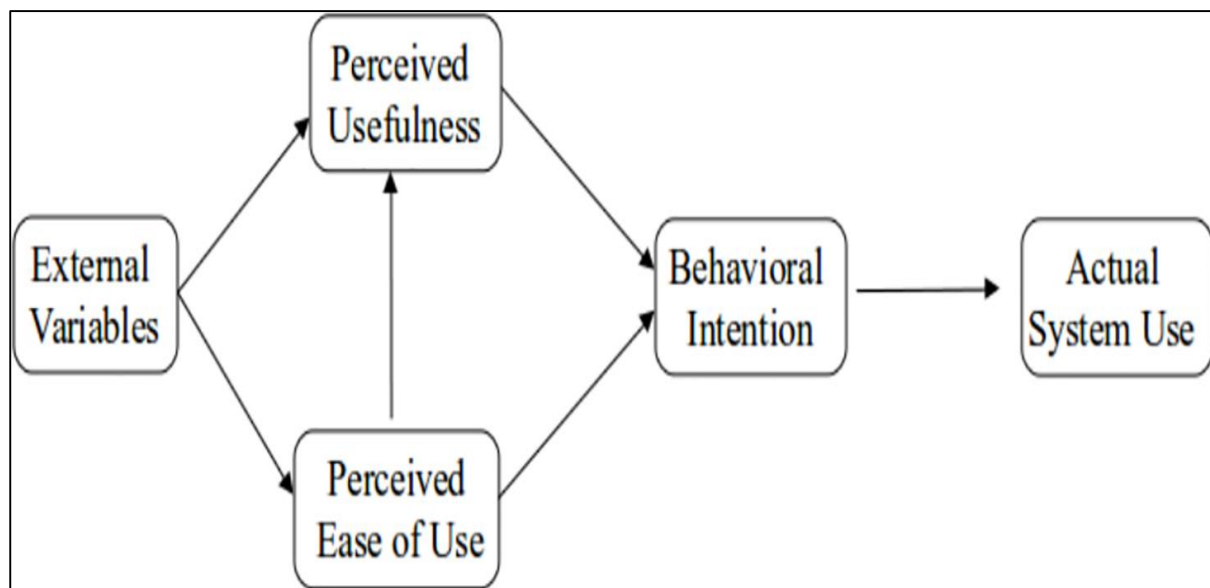 Perceived
Usefulness
External
Variables
Behavioral
Intention
Actual
System Use
Perceived
Ease of Use